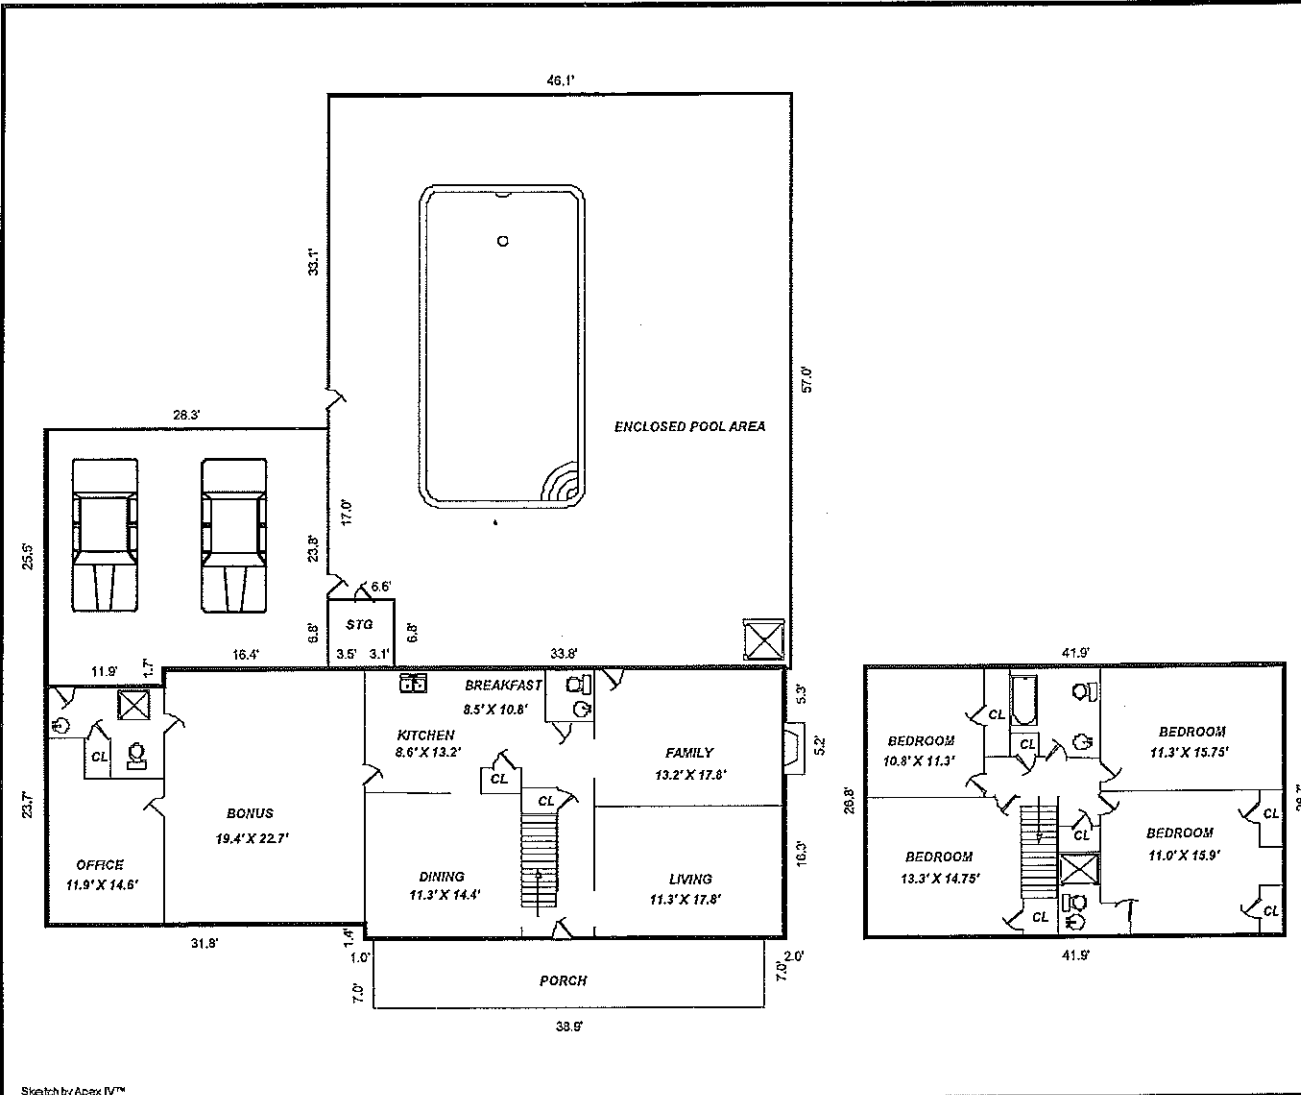 46.1'
33.1'
57.0'
ENCLOSED POOL AREA
28.3'
25.5'
17.0'
23.8'
6.6'
6.8'
STG
6.8'
11.9'
1.7'
16.4'
3.5'
3.1'
33.8'
41.9'
BREAKFAST
8.5' X 10.8'
KITCHEN
8.6' X 13.2'
FAMILY
13.2' X 17.8'
5.3'
5.2'
CL
CL
CL
BONUS
19.4' X 22.7'
23.7'
OFFICE
11.9' X 14.6'
DINING
11.3' X 14.4'
LIVING
11.3' X 17.8'
16.3'
31.8'
1.4'
1.0'
2.0'
7.0'
7.0'
PORCH
38.9'
CL
CL
BEDROOM
10.8' X 11.3'
BEDROOM
11.3' X 15.75'
26.8'
CL
CL
BEDROOM
11.0' X 15.9'
BEDROOM
13.3' X 14.75'
CL
CL
41.9'
Sketch by Apex IV™